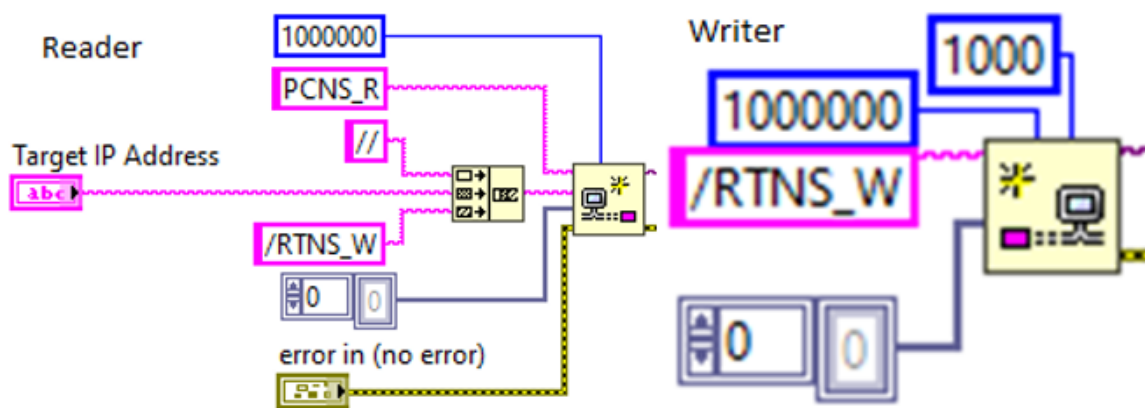 Reader
1000000
PCNS_R
//
Target IP Address
abc
/RTNS_W
0
0
error in (no error)
Writer
1000
1000000
/RTNS_W
0
0